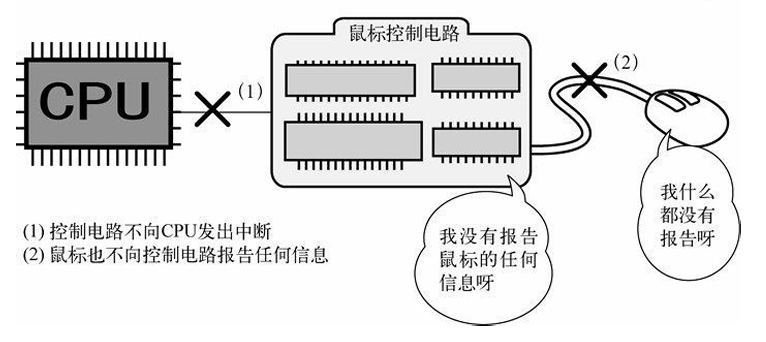 鼠标控制电路
(2)
CPU
(1)
我什么
都没有
报告呀
(1) 控制电路不向CPU发出中断
(2) 鼠标也不向控制电路报告任何信息
我没有报告
鼠标的任何
信息呀